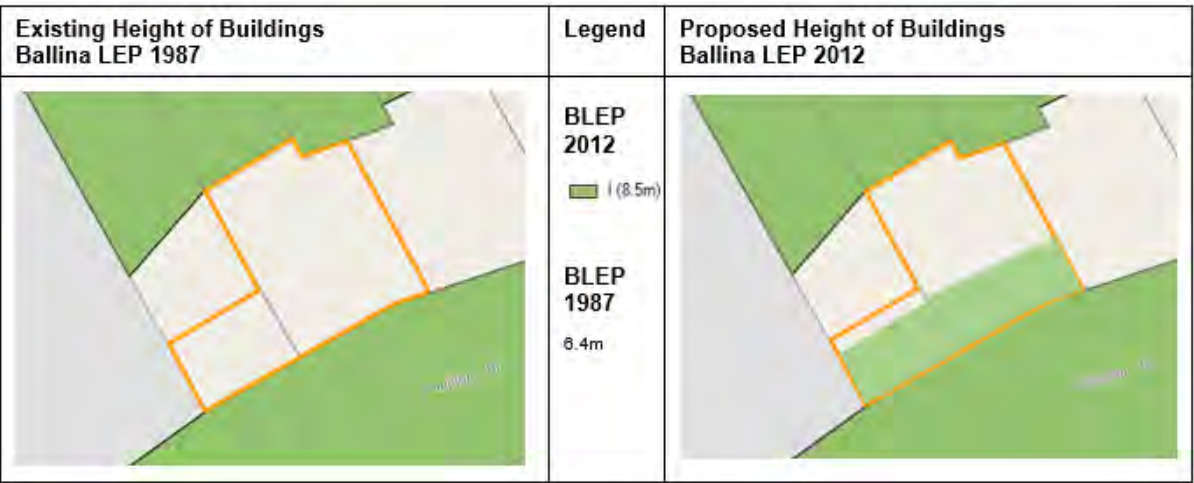 Existing Height of Buildings
Ballina LEP 1987
Legend
Proposed Height of Buildings
Ballina LEP 2012
BLEP
2012
I (8.5m)
BLEP
1987
6.4m